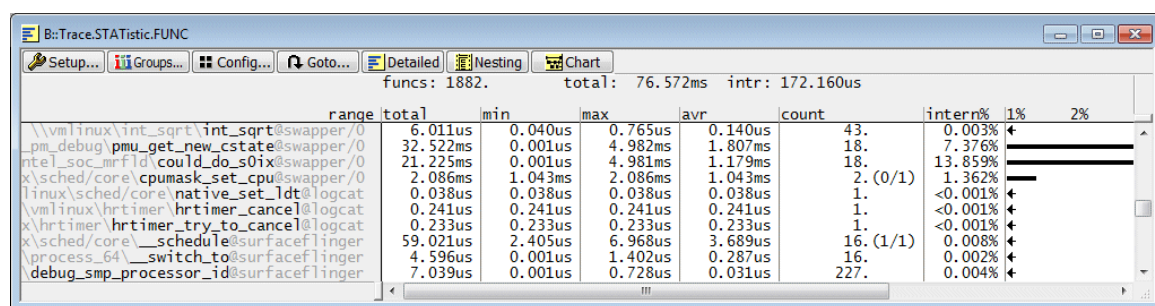 B::Trace.STATistic.FUNC
Setup... Groups... Config... Goto... Detailed Nesting Chart
funcs: 1882. total: 76.572ms intr: 172.160us
range total min max avr count intern% 1% 2%
\\vmlinux\int_sqrt\int_sqrt@swapper/0 6.011us 0.040us 0.765us 0.140us 43. 0.003%
_pm_debug\pmu_get_new_cstate@swapper/0 32.522ms 0.001us 4.982ms 1.807ms 18. 7.376%
ntel_soc_mrfld\could_do_s0ix@swapper/0 21.225ms 0.001us 4.981ms 1.179ms 18. 13.859%
x\sched/core\cpumask_set_cpu@swapper/0 2.086ms 1.043ms 2.086ms 1.043ms 2. (0/1) 1.362%
linux\sched/core\native_set_ldt@logcat 0.038us 0.038us 0.038us 0.038us 1. <0.001%
\vmlinux\hrtimer\hrtimer_cancel@logcat 0.241us 0.241us 0.241us 0.241us 1. <0.001%
x\hrtimer\hrtimer_try_to_cancel@logcat 0.233us 0.233us 0.233us 0.233us 1. <0.001%
x\sched/core\__schedule@surfaceflinger 59.021us 2.405us 6.968us 3.689us 16. (1/1) 0.008%
\process_64\__switch_to@surfaceflinger 4.596us 0.001us 1.402us 0.287us 16. 0.002%
\debug_smp_processor_id@surfaceflinger 7.039us 0.001us 0.728us 0.031us 227. 0.004%